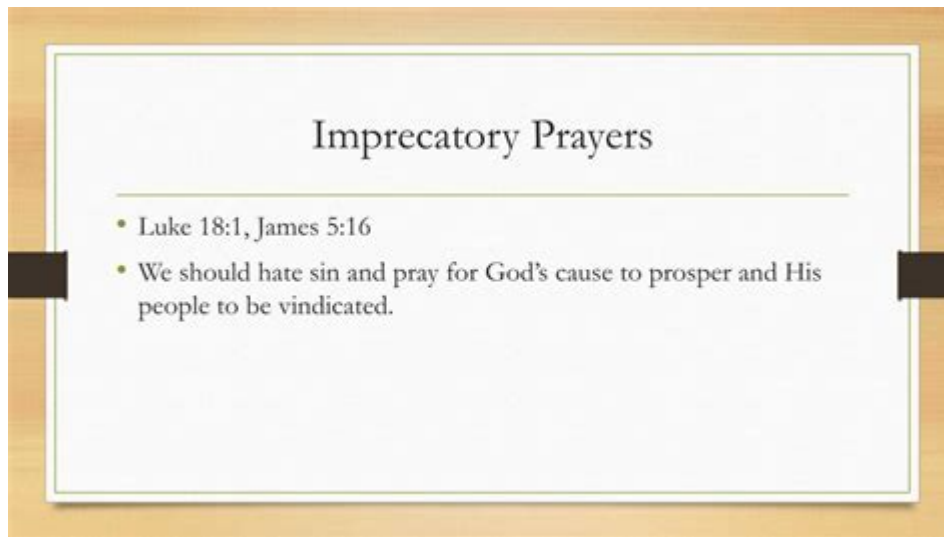 Imprecatory Prayers
• Luke 18:1, James 5:16
• We should hate sin and pray for God’s cause to prosper and His
people to be vindicated.